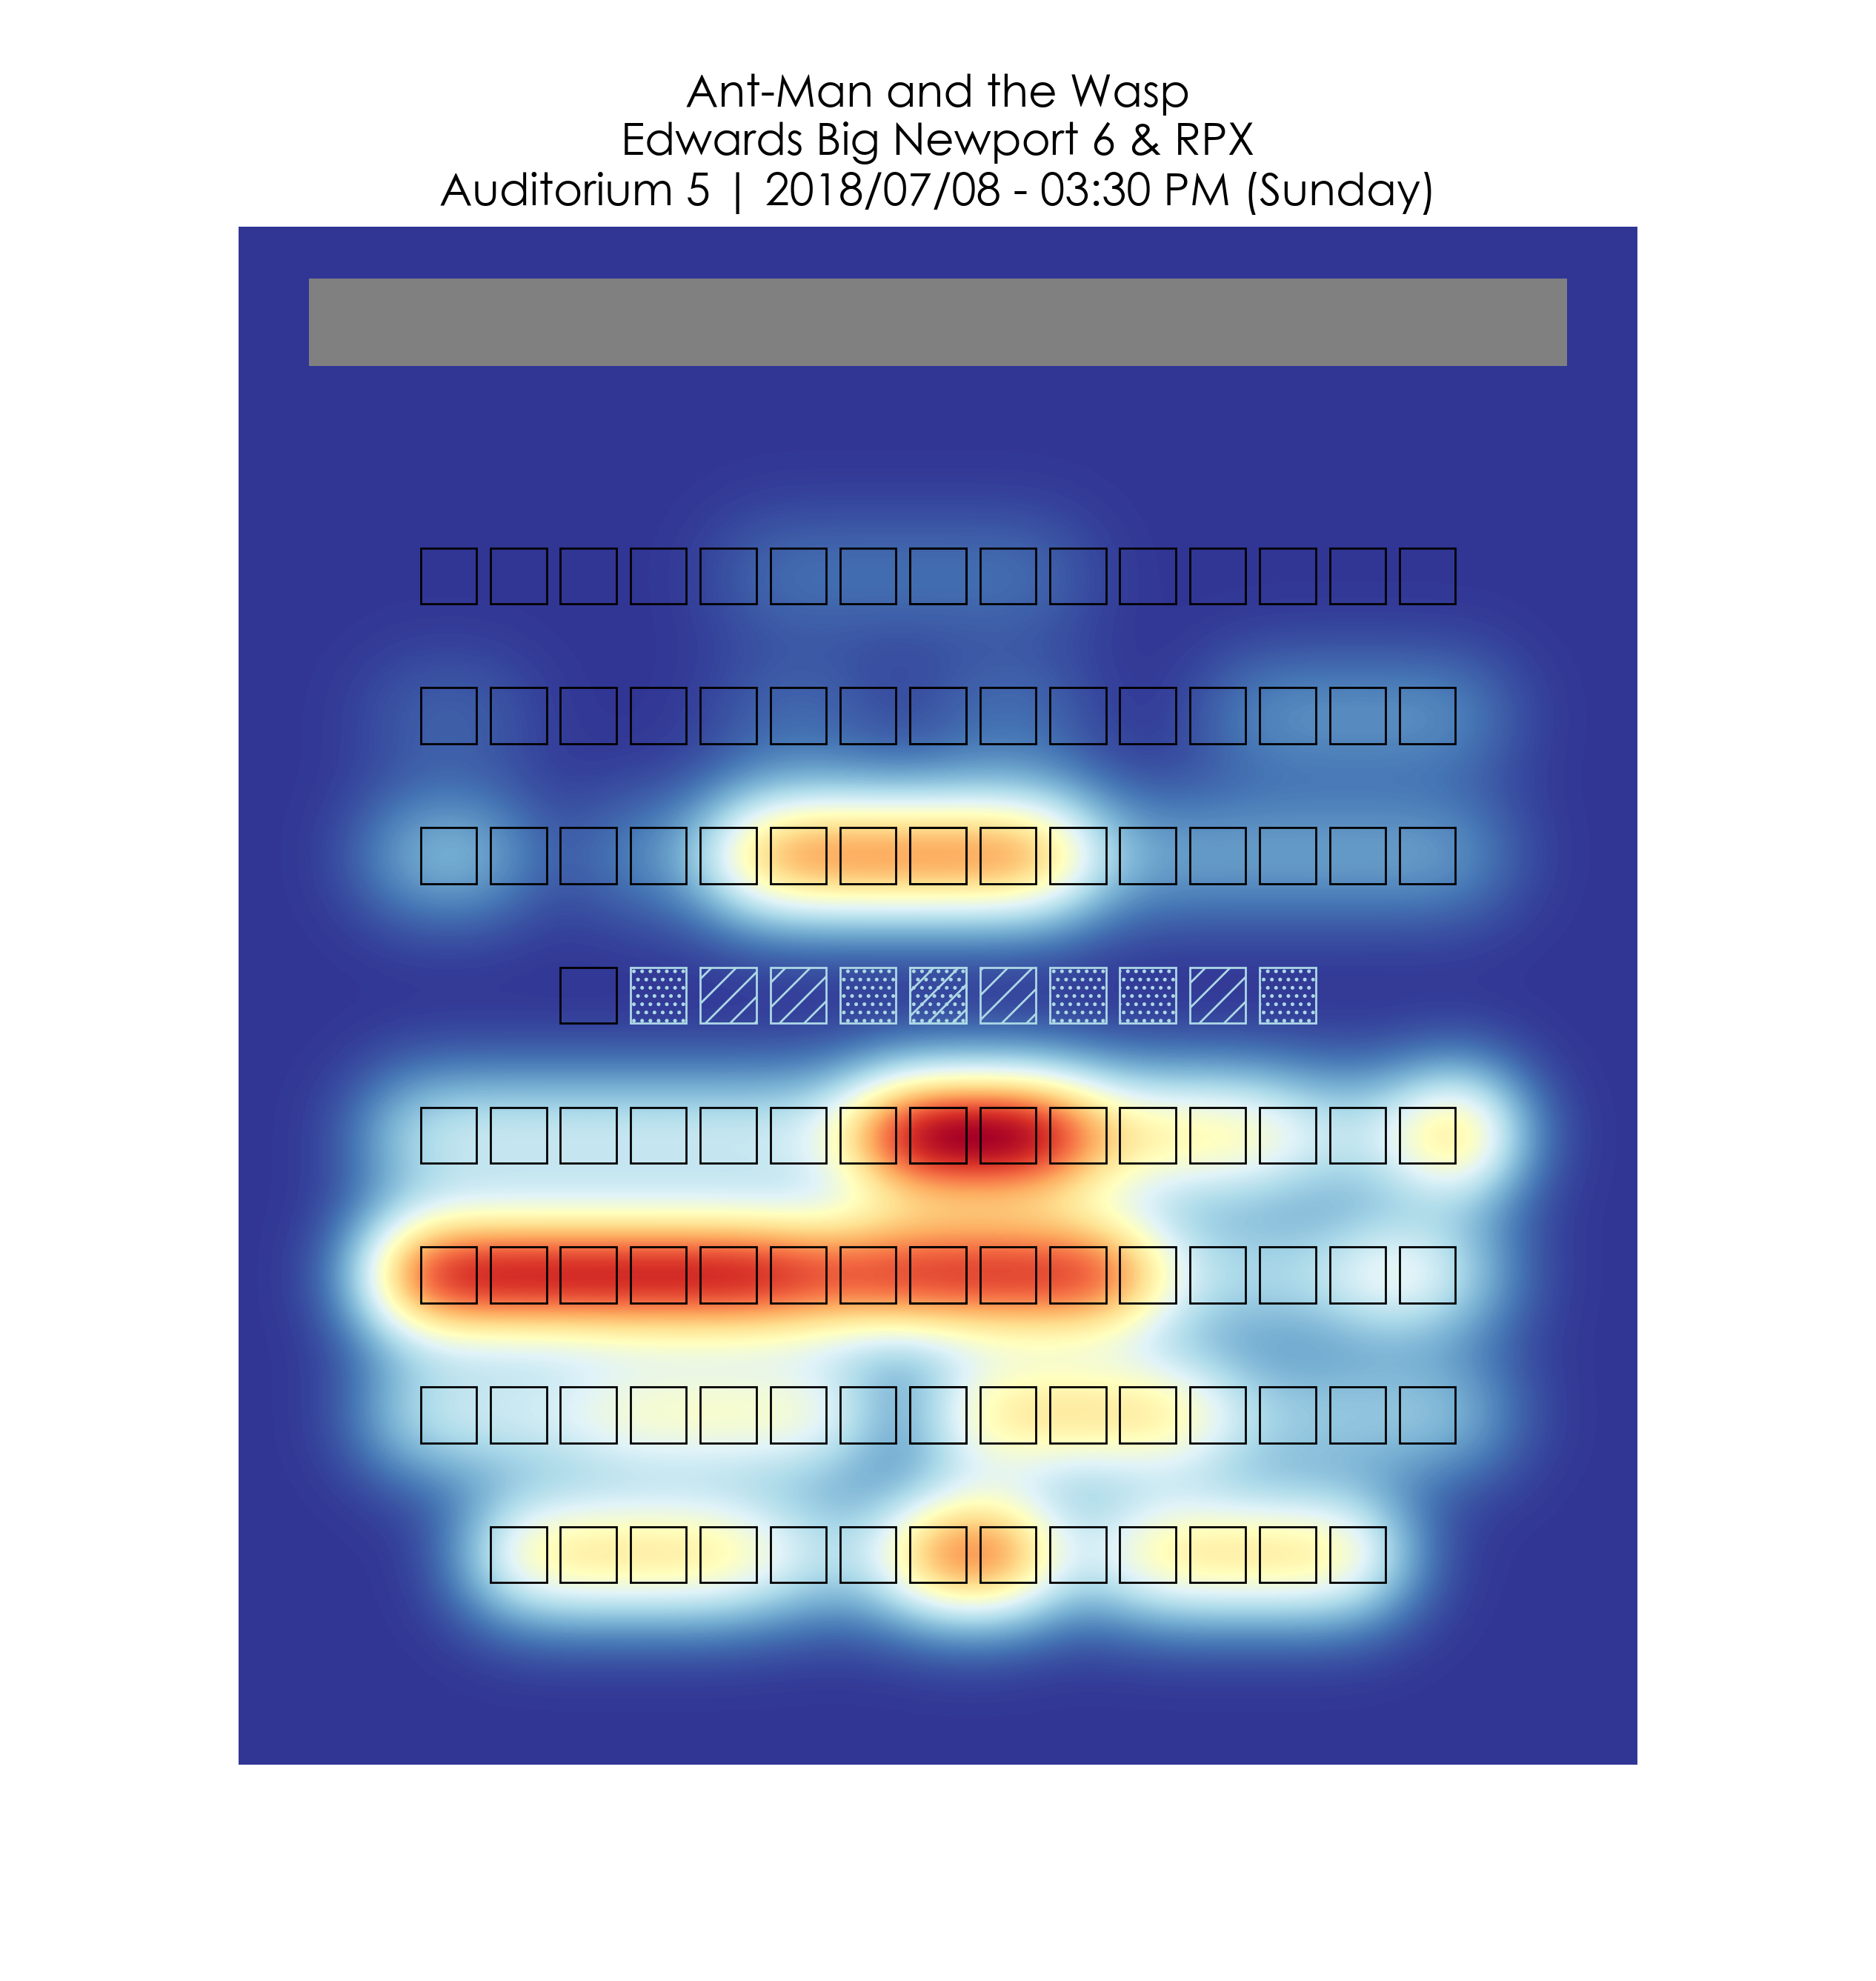 Ant-Man and the Wasp
Edwards Big Newport 6 & RPX
Auditorium 5 | 2018/07/08 - 03:30 PM (Sunday)